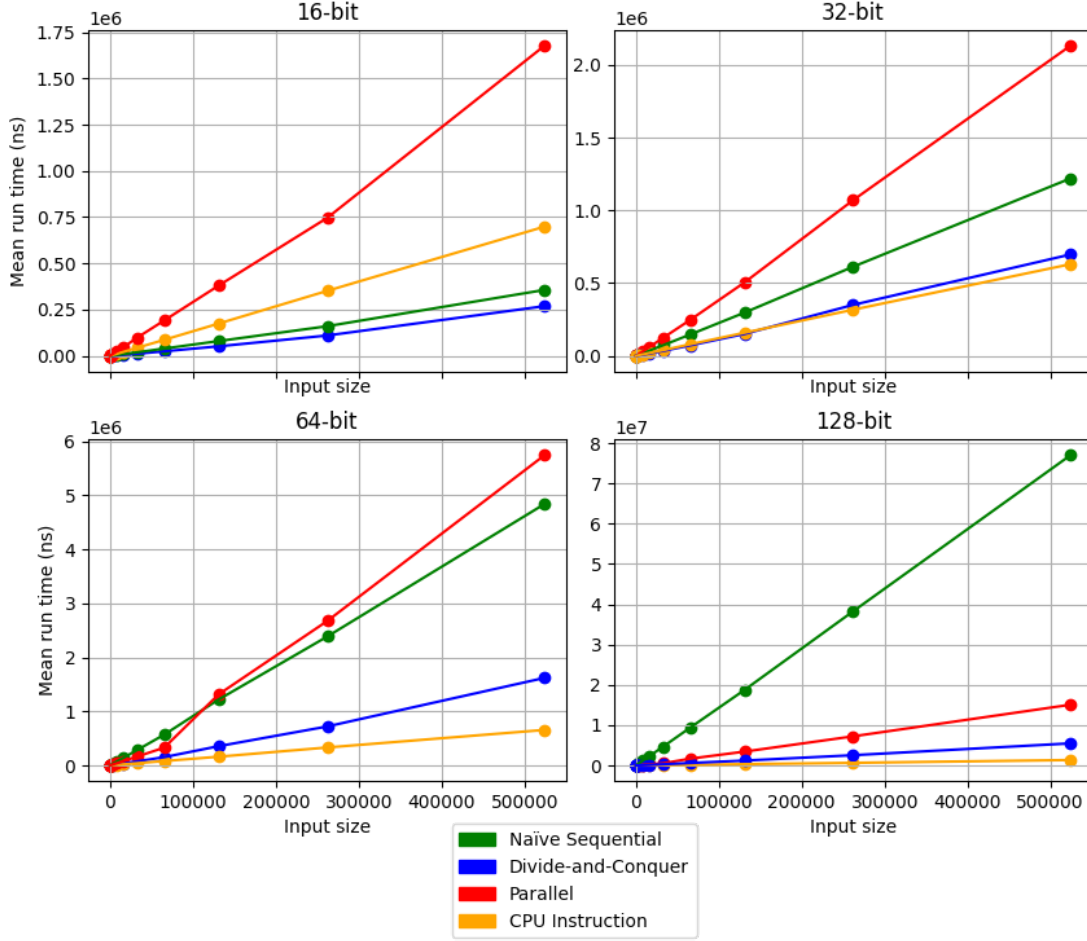 16-bit
1e6
1.75
1.50
1.25
1.00
0.75
0.50
0.25
0.00
Mean run time (ns)
Input size
32-bit
1e6
2.0
1.5
1.0
0.5
0.0
Input size
64-bit
1e6
6
5
4
3
2
1
0
Mean run time (ns)
0 100000 200000 300000 400000 500000
Input size
128-bit
1e7
8
7
6
5
4
3
2
1
0
0 100000 200000 300000 400000 500000
Input size
Naïve Sequential
Divide-and-Conquer
Parallel
CPU Instruction